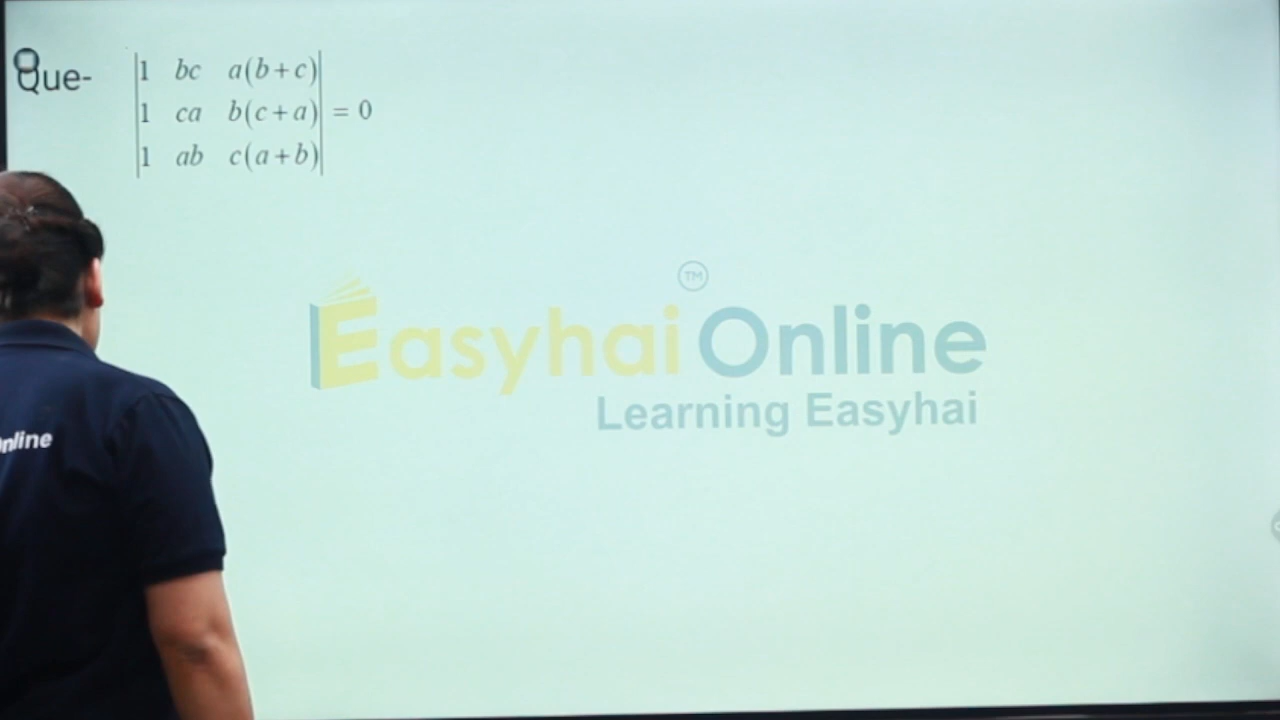 Que-
|1 bc a(b+c)|
|1 ca b(c+a)| = 0
|1 ab c(a+b)|
TM
Easyhai Online
Learning Easyhai
nline